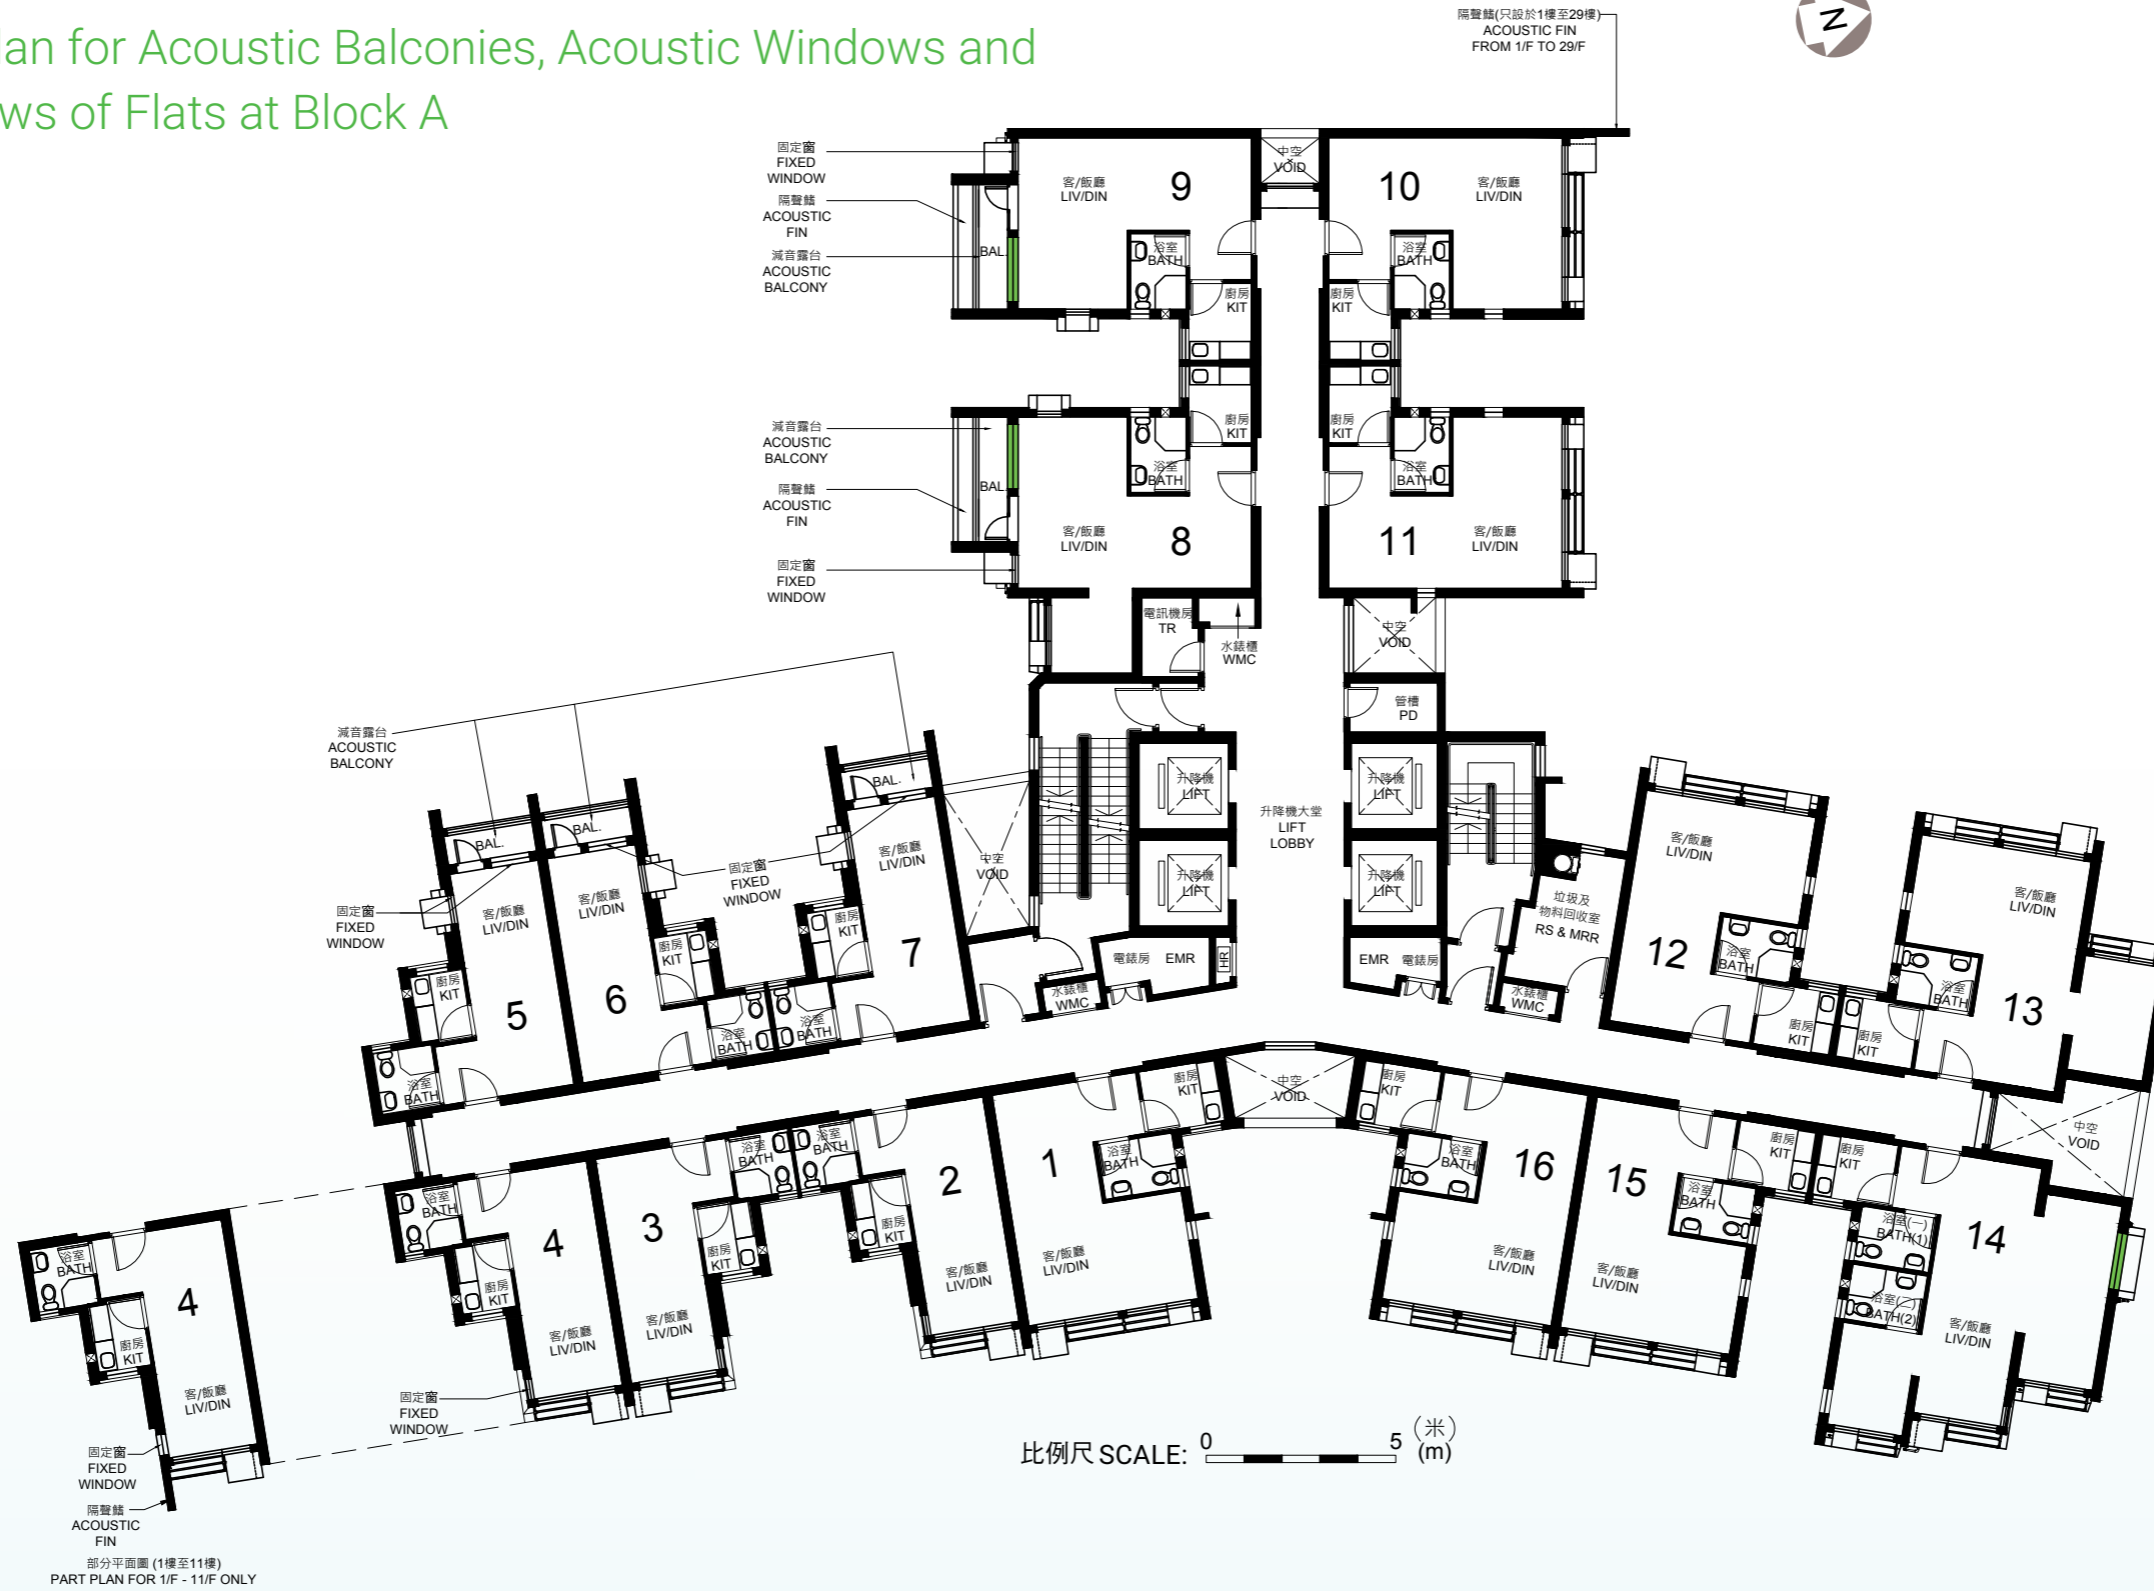 lan for Acoustic Balconies, Acoustic Windows and
ws of Flats at Block A
隔聲鰭(只設於1樓至29樓)
ACOUSTIC FIN
FROM 1/F TO 29/F
N
固定窗
FIXED
WINDOW
隔聲鰭
ACOUSTIC
FIN
減音露台
ACOUSTIC
BALCONY
BAL.
客/飯廳
LIV/DIN
9
浴室
BATH
廚房
KIT
中空
VOID
10
客/飯廳
LIV/DIN
浴室
BATH
廚房
KIT
減音露台
ACOUSTIC
BALCONY
隔聲鰭
ACOUSTIC
FIN
固定窗
FIXED
WINDOW
BAL.
客/飯廳
LIV/DIN
8
浴室
BATH
廚房
KIT
廚房
KIT
浴室
BATH
11
客/飯廳
LIV/DIN
電訊機房
TR
水錶櫃
WMC
中空
VOID
管槽
PD
減音露台
ACOUSTIC
BALCONY
BAL.
BAL.
BAL.
固定窗
FIXED
WINDOW
固定窗
FIXED
WINDOW
客/飯廳
LIV/DIN
廚房
KIT
5
浴室
BATH
客/飯廳
LIV/DIN
廚房
KIT
6
浴室
BATH
客/飯廳
LIV/DIN
廚房
KIT
7
浴室
BATH
中空
VOID
升降機
LIFT
升降機
LIFT
升降機
LIFT
升降機
LIFT
升降機大堂
LIFT
LOBBY
電錶房
EMR
HR
水錶櫃
WMC
EMR
電錶房
水錶櫃
WMC
垃圾及
物料回收室
RS & MRR
客/飯廳
LIV/DIN
12
浴室
BATH
廚房
KIT
客/飯廳
LIV/DIN
13
浴室
BATH
廚房
KIT
中空
VOID
浴室
BATH
4
廚房
KIT
客/飯廳
LIV/DIN
固定窗
FIXED
WINDOW
隔聲鰭
ACOUSTIC
FIN
部分平面圖 (1樓至11樓)
PART PLAN FOR 1/F - 11/F ONLY
浴室
BATH
4
廚房
KIT
客/飯廳
LIV/DIN
固定窗
FIXED
WINDOW
3
浴室
BATH
廚房
KIT
客/飯廳
LIV/DIN
浴室
BATH
2
廚房
KIT
客/飯廳
LIV/DIN
1
廚房
KIT
浴室
BATH
客/飯廳
LIV/DIN
中空
VOID
廚房
KIT
浴室
BATH
16
客/飯廳
LIV/DIN
15
廚房
KIT
浴室
BATH
客/飯廳
LIV/DIN
廚房
KIT
浴室(一)
BATH(1)
浴室(二)
BATH(2)
14
客/飯廳
LIV/DIN
比例尺 SCALE: 0 5 (米)
(m)